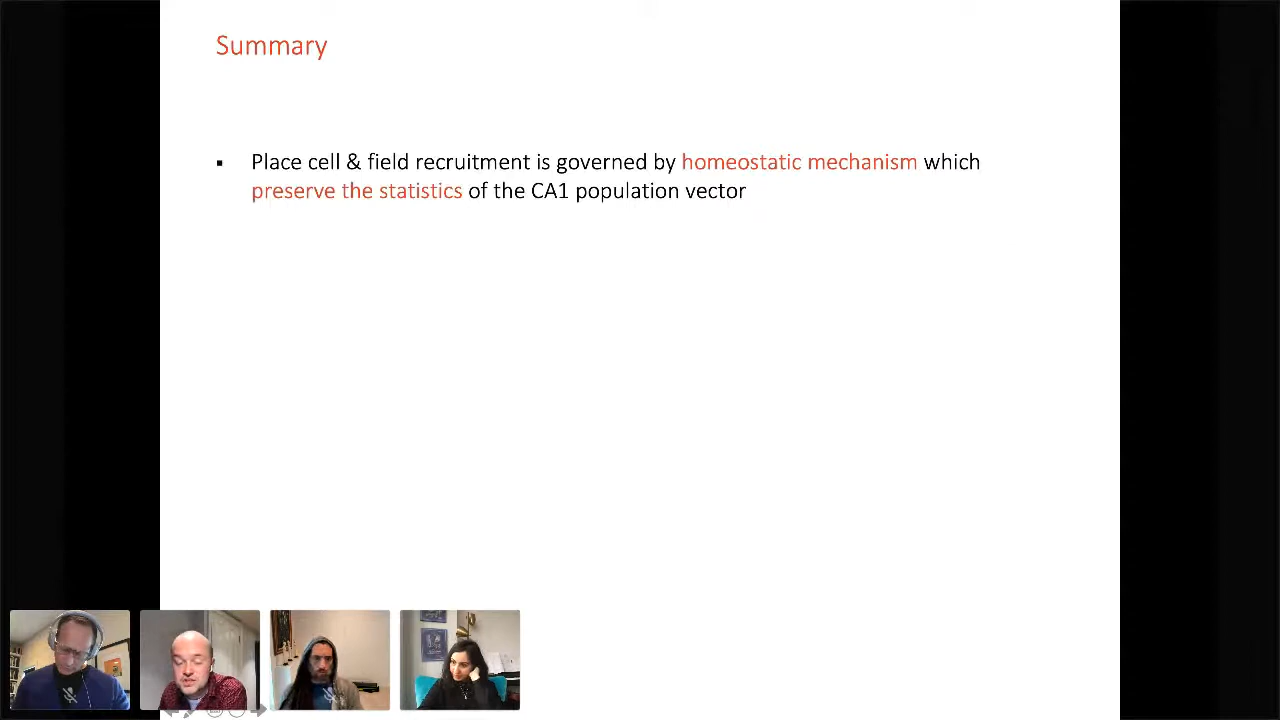 Summary
▪ Place cell & field recruitment is governed by homeostatic mechanism which
preserve the statistics of the CA1 population vector